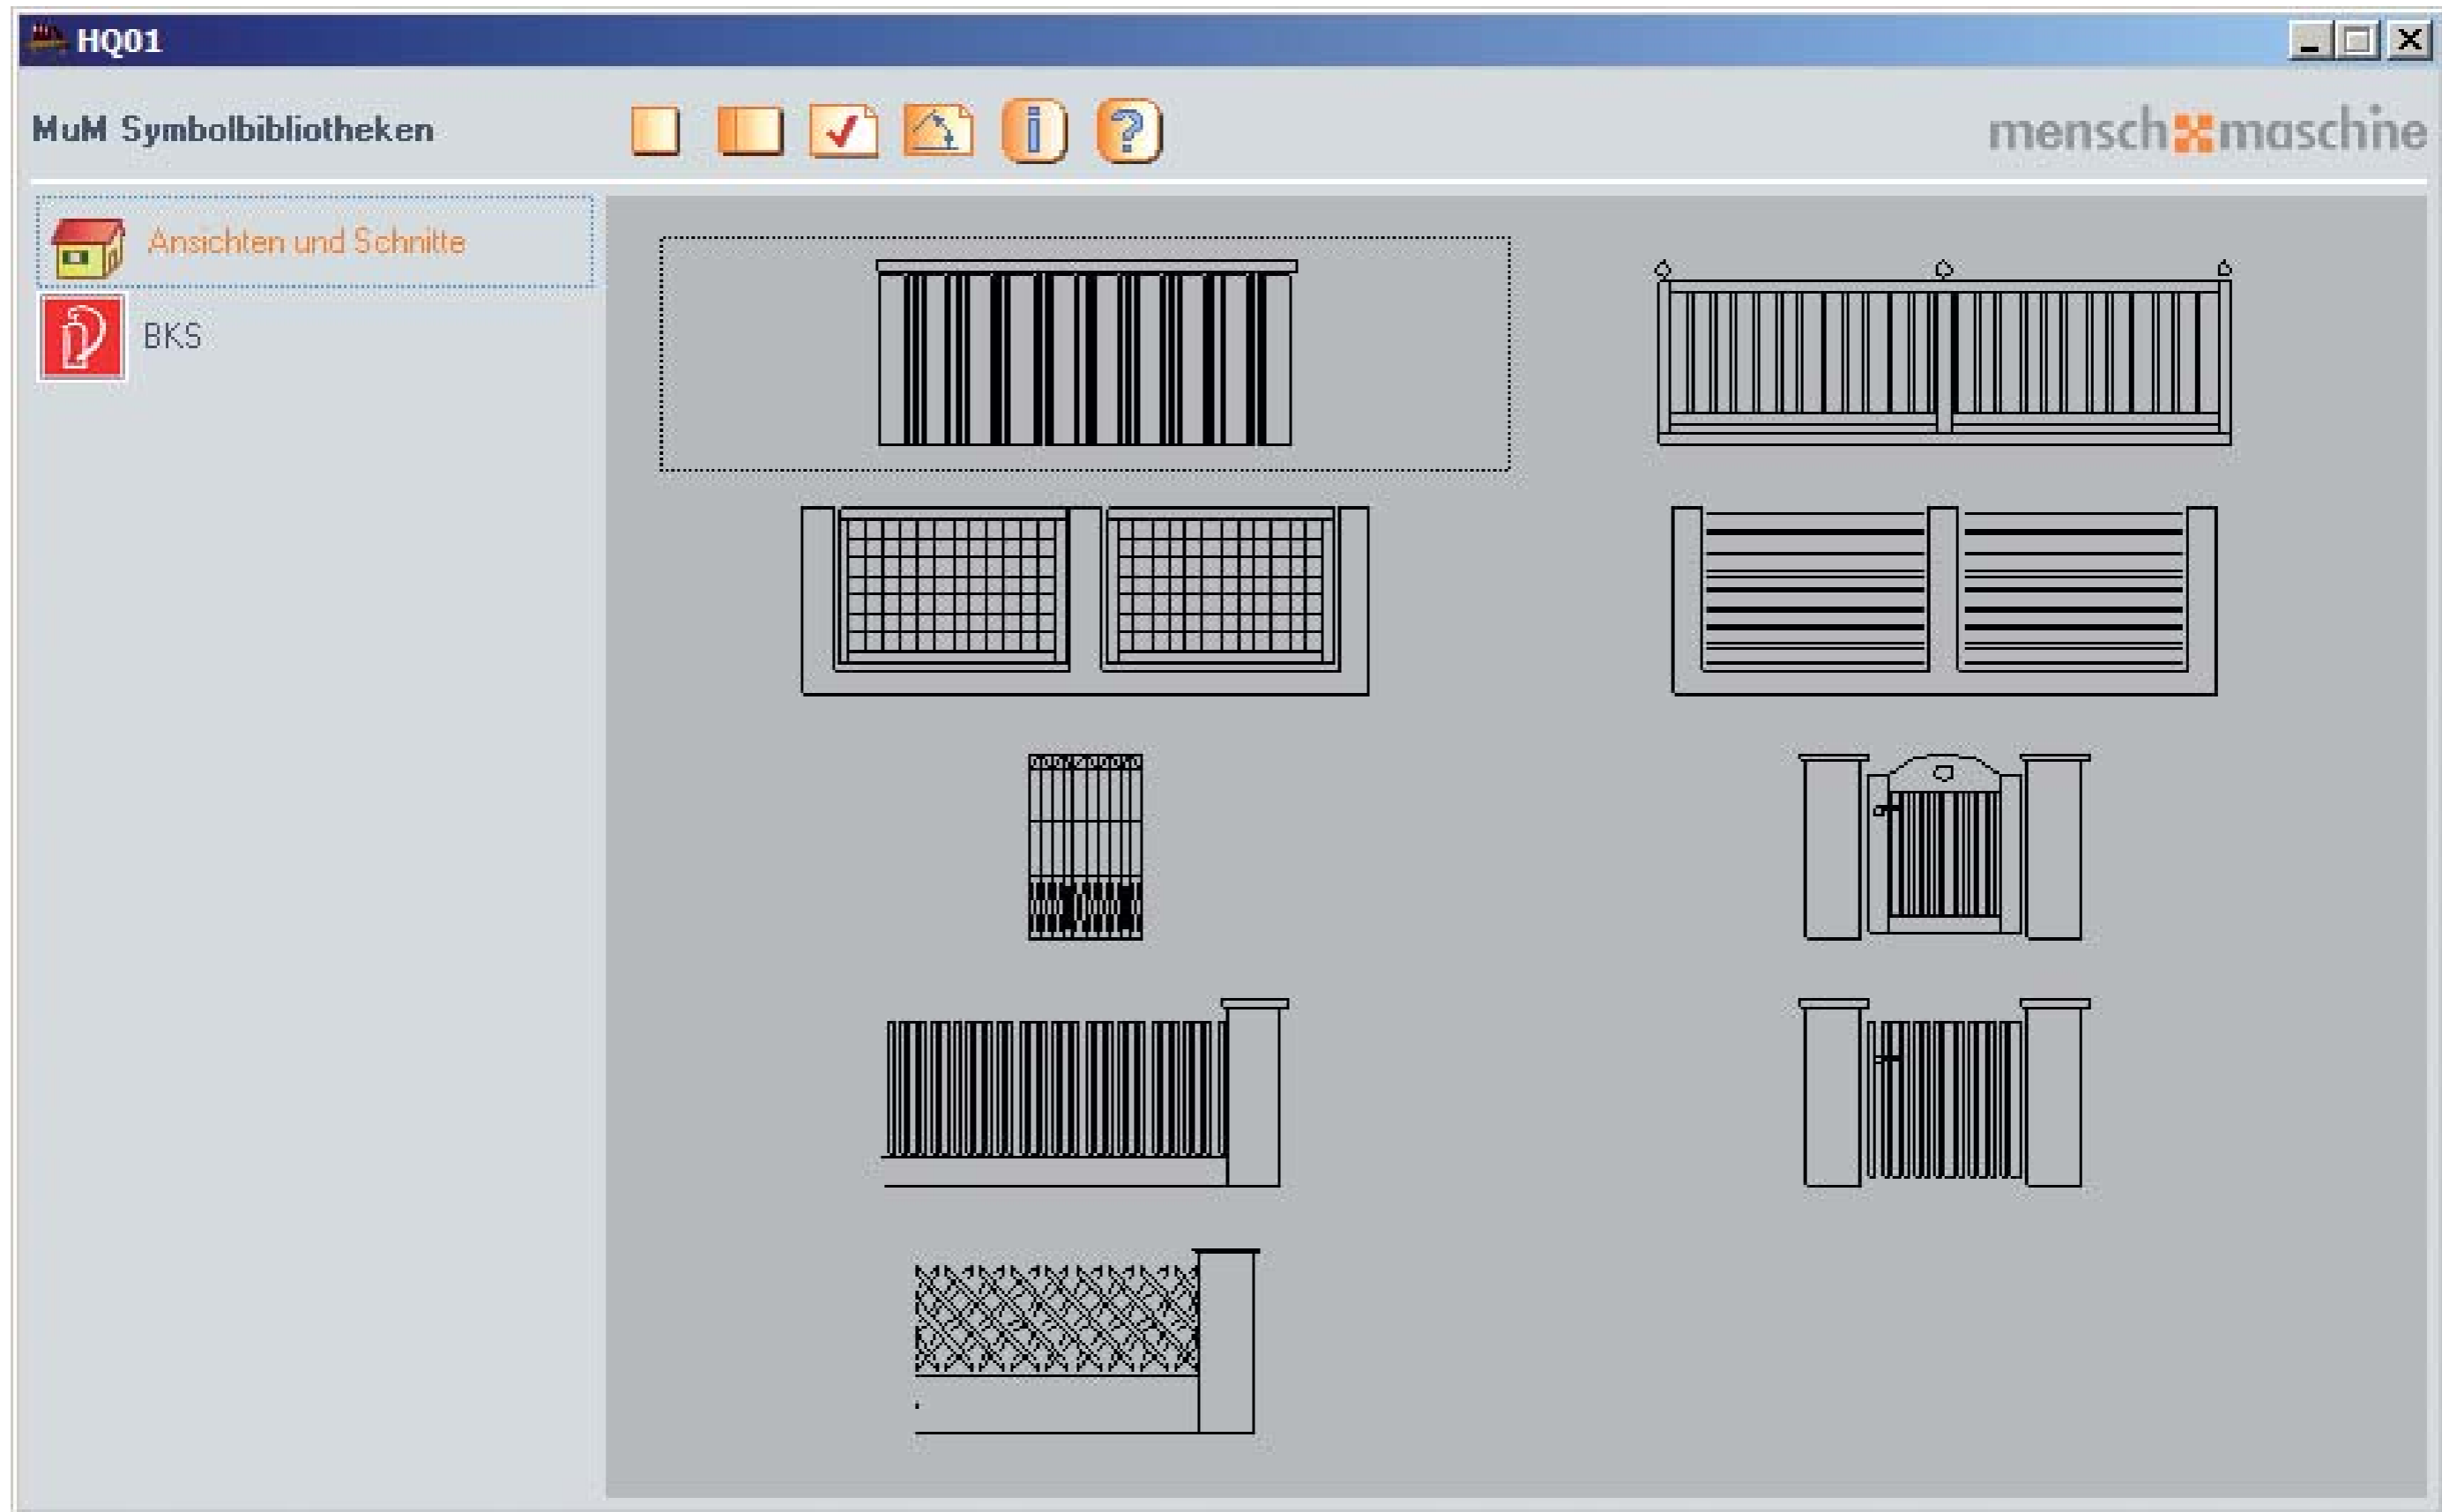 HQ01
MuM Symbolbibliotheken
mensch maschine
Ansichten und Schnitte
BKS